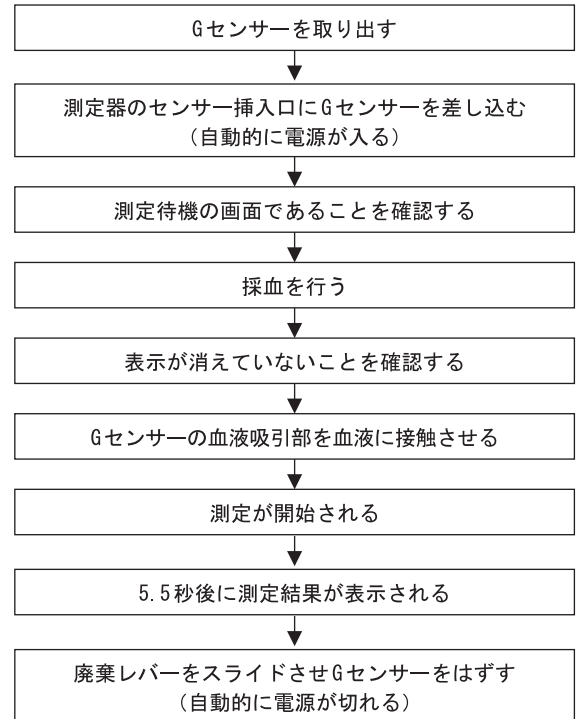 Gセンサーを取り出す
測定器のセンサー挿入口にGセンサーを差し込む
（自動的に電源が入る）
測定待機の画面であることを確認する
採血を行う
表示が消えていないことを確認する
Gセンサーの血液吸引部を血液に接触させる
測定が開始される
5.5秒後に測定結果が表示される
廃棄レバーをスライドさせGセンサーをはずす
（自動的に電源が切れる）